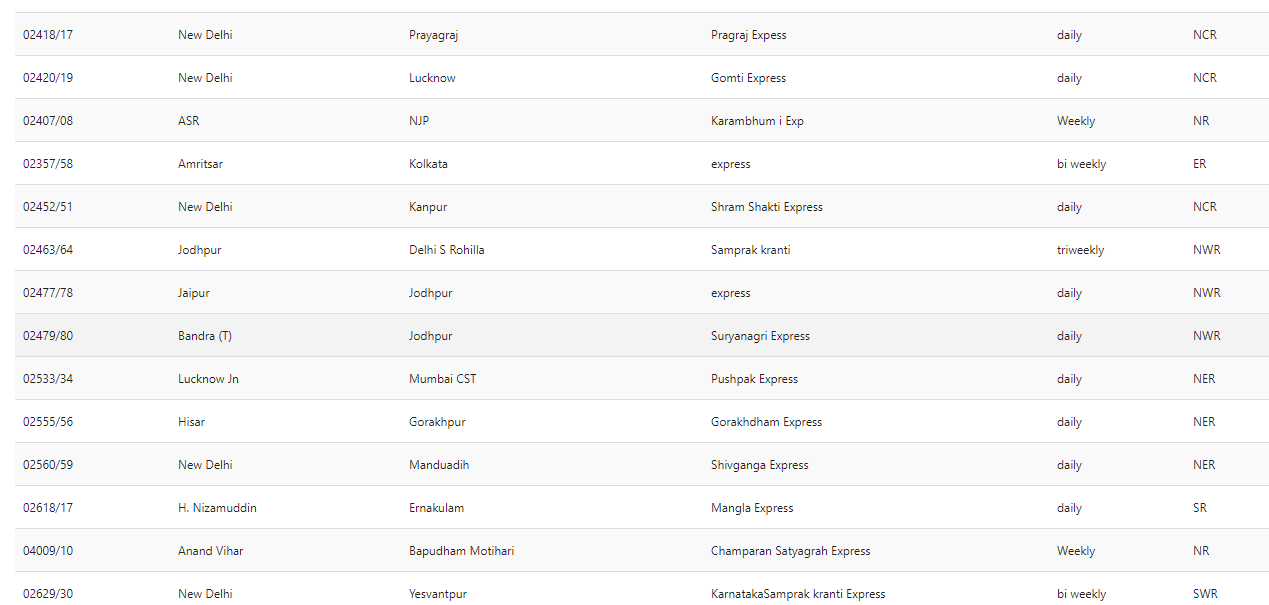 02418/17 New Delhi Prayagraj Pragraj Expess daily NCR
02420/19 New Delhi Lucknow Gomti Express daily NCR
02407/08 ASR NJP Karambhum i Exp Weekly NR
02357/58 Amritsar Kolkata express bi weekly ER
02452/51 New Delhi Kanpur Shram Shakti Express daily NCR
02463/64 Jodhpur Delhi S Rohilla Samprak kranti triweekly NWR
02477/78 Jaipur Jodhpur express daily NWR
02479/80 Bandra (T) Jodhpur Suryanagri Express daily NWR
02533/34 Lucknow Jn Mumbai CST Pushpak Express daily NER
02555/56 Hisar Gorakhpur Gorakhdham Express daily NER
02560/59 New Delhi Manduadih Shivganga Express daily NER
02618/17 H. Nizamuddin Ernakulam Mangla Express daily SR
04009/10 Anand Vihar Bapudham Motihari Champaran Satyagrah Express Weekly NR
02629/30 New Delhi Yesvantpur KarnatakaSamprak kranti Express bi weekly SWR